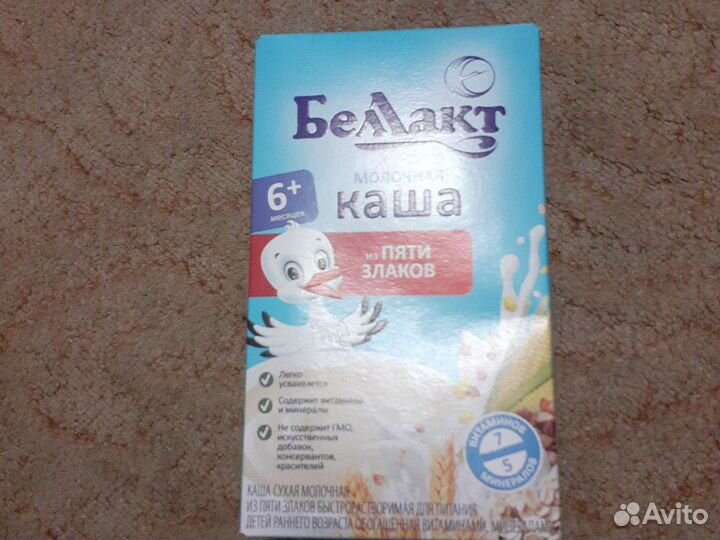 Беллакт
МОЛОЧНАЯ
каша
6+
месяцев
из ПЯТИ
ЗЛАКОВ
Легко
усваивается
Содержит витамины
и минералы
Не содержит ГМО,
искусственных
добавок,
консервантов,
красителей
ВИТАМИНОВ
7
5
МИНЕРАЛОВ
КАША СУХАЯ МОЛОЧНАЯ
ИЗ ПЯТИ ЗЛАКОВ БЫСТРОРАСТВОРИМАЯ ДЛЯ ПИТАНИЯ
ДЕТЕЙ РАННЕГО ВОЗРАСТА ОБОГАЩЕННАЯ ВИТАМИНАМИ, МИНЕРАЛАМИ
Avito